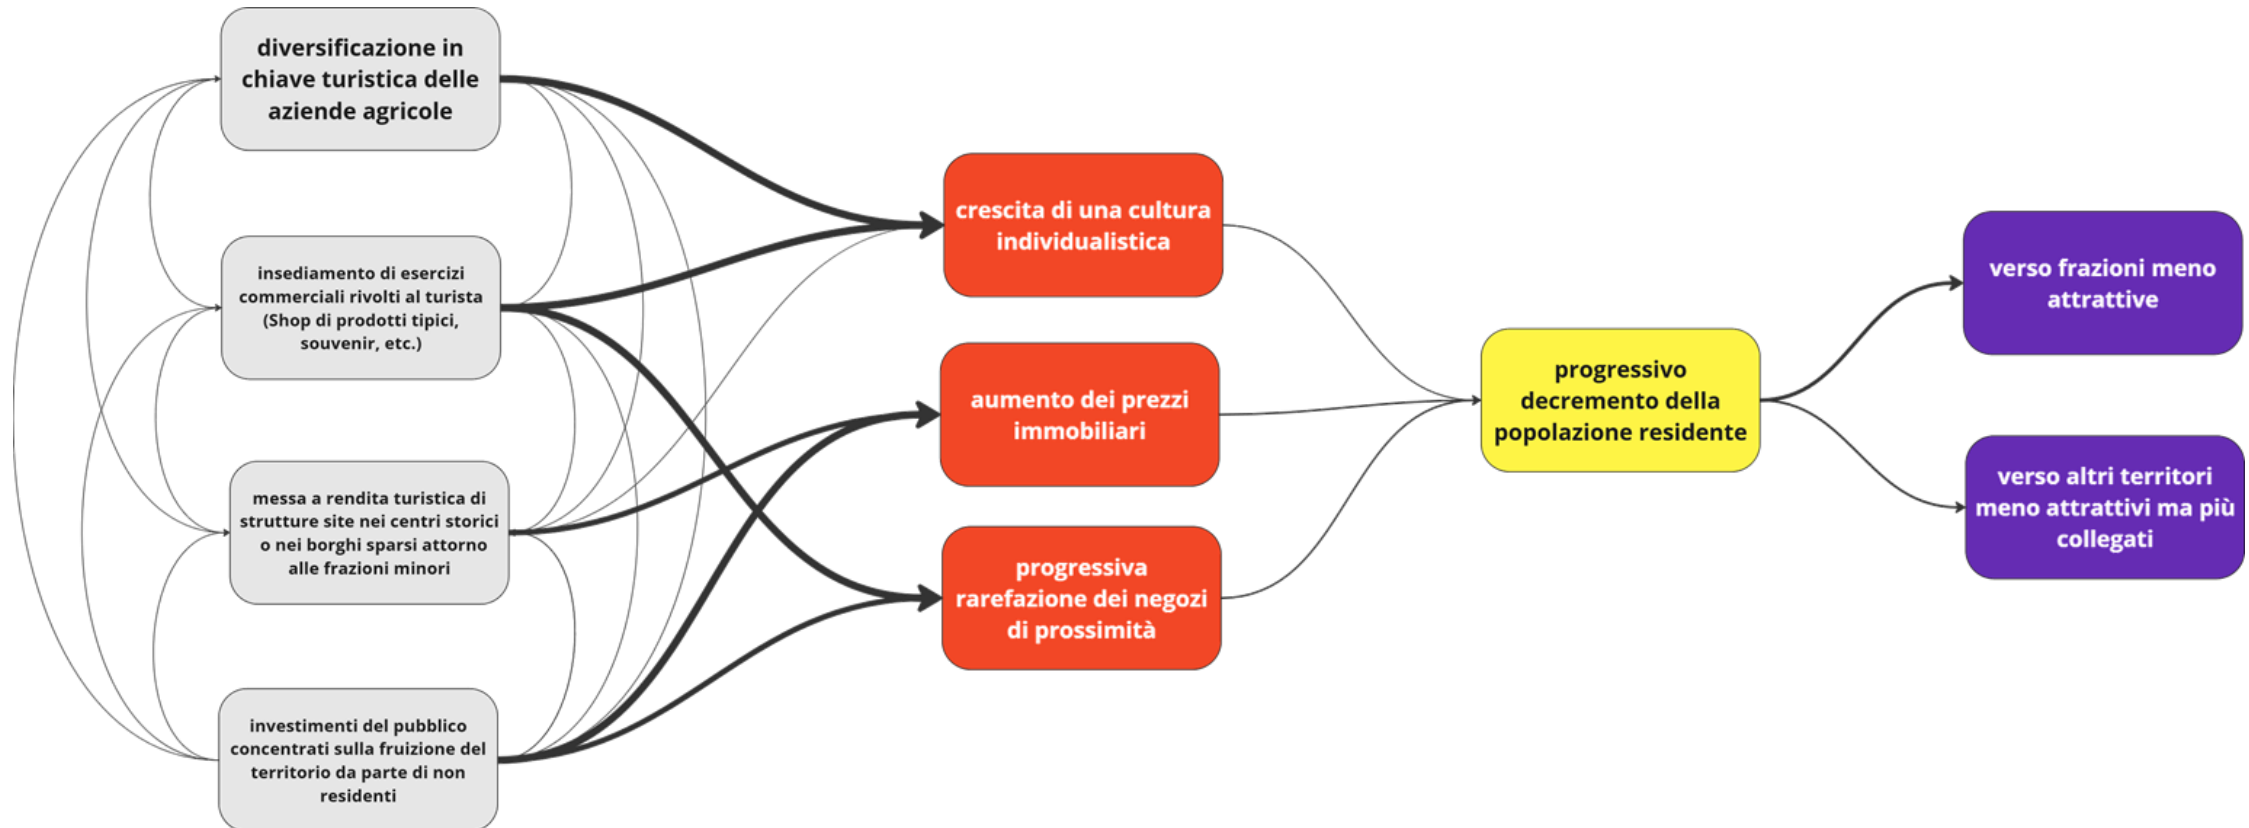 diversificazione in
chiave turistica delle
aziende agricole
insediamento di esercizi
commerciali rivolti al turista
(Shop di prodotti tipici,
souvenir, etc.)
messa a rendita turistica di
strutture site nei centri storici
o nei borghi sparsi attorno
alle frazioni minori
investimenti del pubblico
concentrati sulla fruizione del
territorio da parte di non
residenti
crescita di una cultura
individualistica
aumento dei prezzi
immobiliari
progressiva
rarefazione dei negozi
di prossimità
progressivo
decremento della
popolazione residente
verso frazioni meno
attrattive
verso altri territori
meno attrattivi ma più
collegati